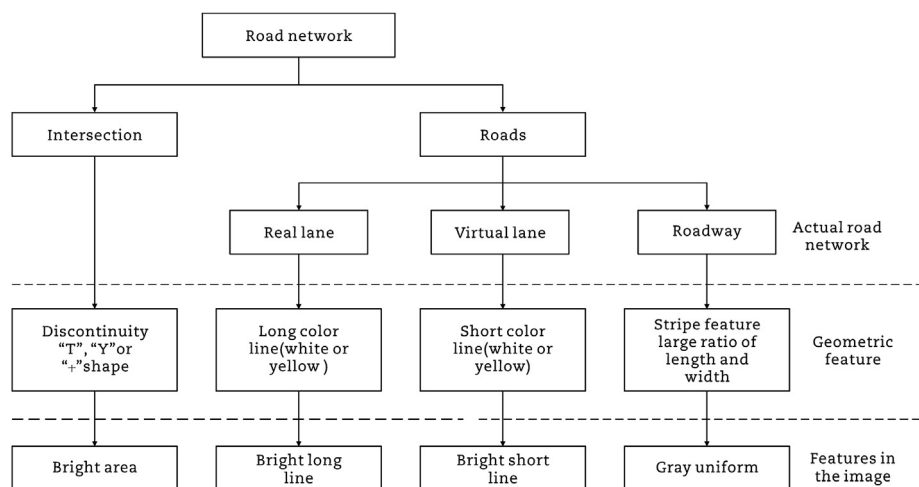 Road network
Intersection
Roads
Real lane
Virtual lane
Roadway
Actual road
network
Discontinuity
“T”, “Y”or
“+”shape
Long color
line(white or
yellow )
Short color
line(white or
yellow)
Stripe feature
large ratio of
length and
width
Geometric
feature
Bright area
Bright long
line
Bright short
line
Gray uniform
Features in
the image